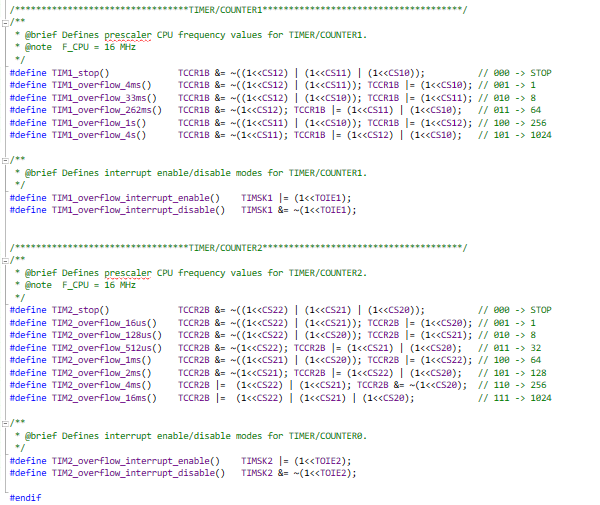 /*********************************TIMER/COUNTER1**************************************/
/**
 * @brief Defines prescaler CPU frequency values for TIMER/COUNTER1.
 * @note  F_CPU = 16 MHz
 */
#define TIM1_stop()             TCCR1B &= ~((1<<CS12) | (1<<CS11) | (1<<CS10));          // 000 -> STOP
#define TIM1_overflow_4ms()     TCCR1B &= ~((1<<CS12) | (1<<CS11)); TCCR1B |= (1<<CS10); // 001 -> 1
#define TIM1_overflow_33ms()    TCCR1B &= ~((1<<CS12) | (1<<CS10)); TCCR1B |= (1<<CS11); // 010 -> 8
#define TIM1_overflow_262ms()   TCCR1B &= ~(1<<CS12); TCCR1B |= (1<<CS11) | (1<<CS10);   // 011 -> 64
#define TIM1_overflow_1s()      TCCR1B &= ~((1<<CS11) | (1<<CS10)); TCCR1B |= (1<<CS12); // 100 -> 256
#define TIM1_overflow_4s()      TCCR1B &= ~(1<<CS11); TCCR1B |= (1<<CS12) | (1<<CS10);   // 101 -> 1024
/**
 * @brief Defines interrupt enable/disable modes for TIMER/COUNTER1.
 */
#define TIM1_overflow_interrupt_enable()    TIMSK1 |= (1<<TOIE1);
#define TIM1_overflow_interrupt_disable()   TIMSK1 &= ~(1<<TOIE1);
/*********************************TIMER/COUNTER2**************************************/
/**
 * @brief Defines prescaler CPU frequency values for TIMER/COUNTER2.
 * @note  F_CPU = 16 MHz
 */
#define TIM2_stop()             TCCR2B &= ~((1<<CS22) | (1<<CS21) | (1<<CS20));          // 000 -> STOP
#define TIM2_overflow_16us()    TCCR2B &= ~((1<<CS22) | (1<<CS21)); TCCR2B |= (1<<CS20); // 001 -> 1
#define TIM2_overflow_128us()   TCCR2B &= ~((1<<CS22) | (1<<CS20)); TCCR2B |= (1<<CS21); // 010 -> 8
#define TIM2_overflow_512us()   TCCR2B &= ~(1<<CS22); TCCR2B |= (1<<CS21) | (1<<CS20);   // 011 -> 32
#define TIM2_overflow_1ms()     TCCR2B &= ~((1<<CS21) | (1<<CS20)); TCCR2B |= (1<<CS22); // 100 -> 64
#define TIM2_overflow_2ms()     TCCR2B &= ~(1<<CS21); TCCR2B |= (1<<CS22) | (1<<CS20);   // 101 -> 128
#define TIM2_overflow_4ms()     TCCR2B |=  (1<<CS22) | (1<<CS21); TCCR2B &= ~(1<<CS20);  // 110 -> 256
#define TIM2_overflow_16ms()    TCCR2B |=  (1<<CS22) | (1<<CS21) | (1<<CS20);            // 111 -> 1024
/**
 * @brief Defines interrupt enable/disable modes for TIMER/COUNTER0.
 */
#define TIM2_overflow_interrupt_enable()    TIMSK2 |= (1<<TOIE2);
#define TIM2_overflow_interrupt_disable()   TIMSK2 &= ~(1<<TOIE2);
#endif